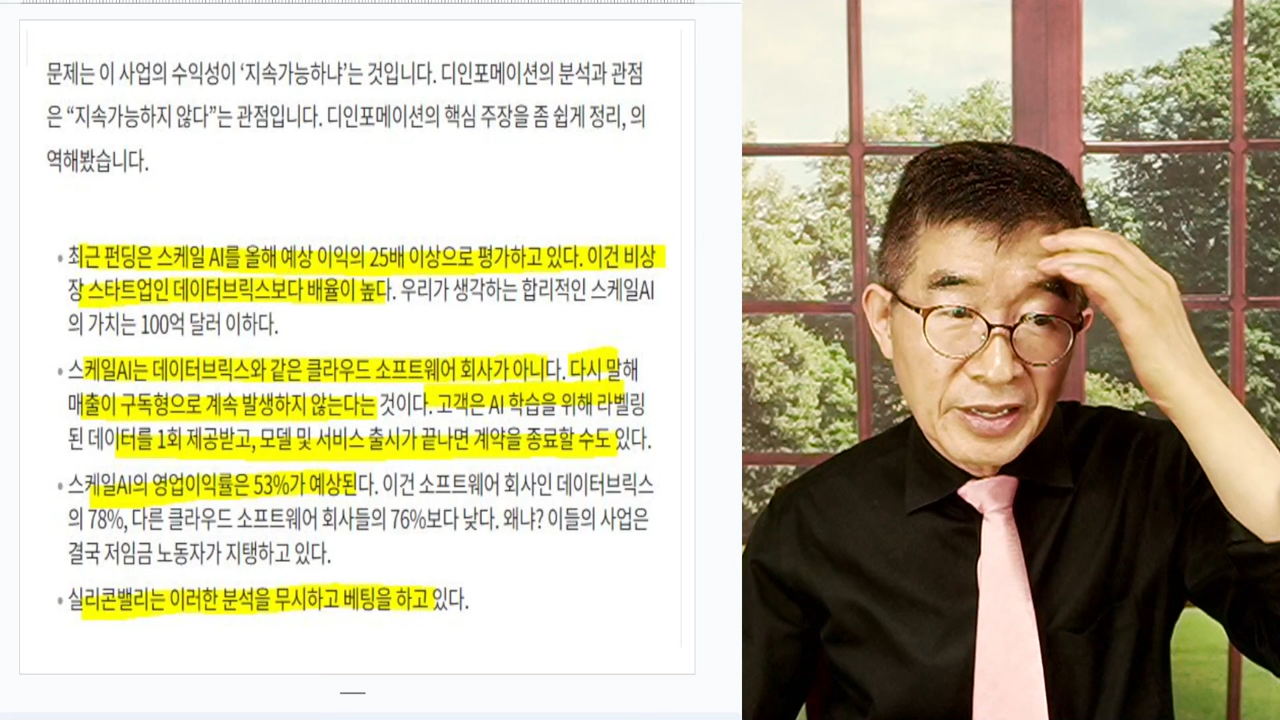 문제는 이 사업의 수익성이 ‘지속가능하냐’는 것입니다. 디인포메이션의 분석과 관점
은 “지속가능하지 않다”는 관점입니다. 디인포메이션의 핵심 주장을 좀 쉽게 정리, 의
역해봤습니다.
• 최근 펀딩은 스케일 AI를 올해 예상 이익의 25배 이상으로 평가하고 있다. 이건 비상
장 스타트업인 데이터브릭스보다 배율이 높다. 우리가 생각하는 합리적인 스케일AI
의 가치는 100억 달러 이하다.
• 스케일AI는 데이터브릭스와 같은 클라우드 소프트웨어 회사가 아니다. 다시 말해
매출이 구독형으로 계속 발생하지 않는다는 것이다. 고객은 AI 학습을 위해 라벨링
된 데이터를 1회 제공받고, 모델 및 서비스 출시가 끝나면 계약을 종료할 수도 있다.
• 스케일AI의 영업이익률은 53%가 예상된다. 이건 소프트웨어 회사인 데이터브릭스
의 78%, 다른 클라우드 소프트웨어 회사들의 76%보다 낮다. 왜냐? 이들의 사업은
결국 저임금 노동자가 지탱하고 있다.
• 실리콘밸리는 이러한 분석을 무시하고 베팅을 하고 있다.